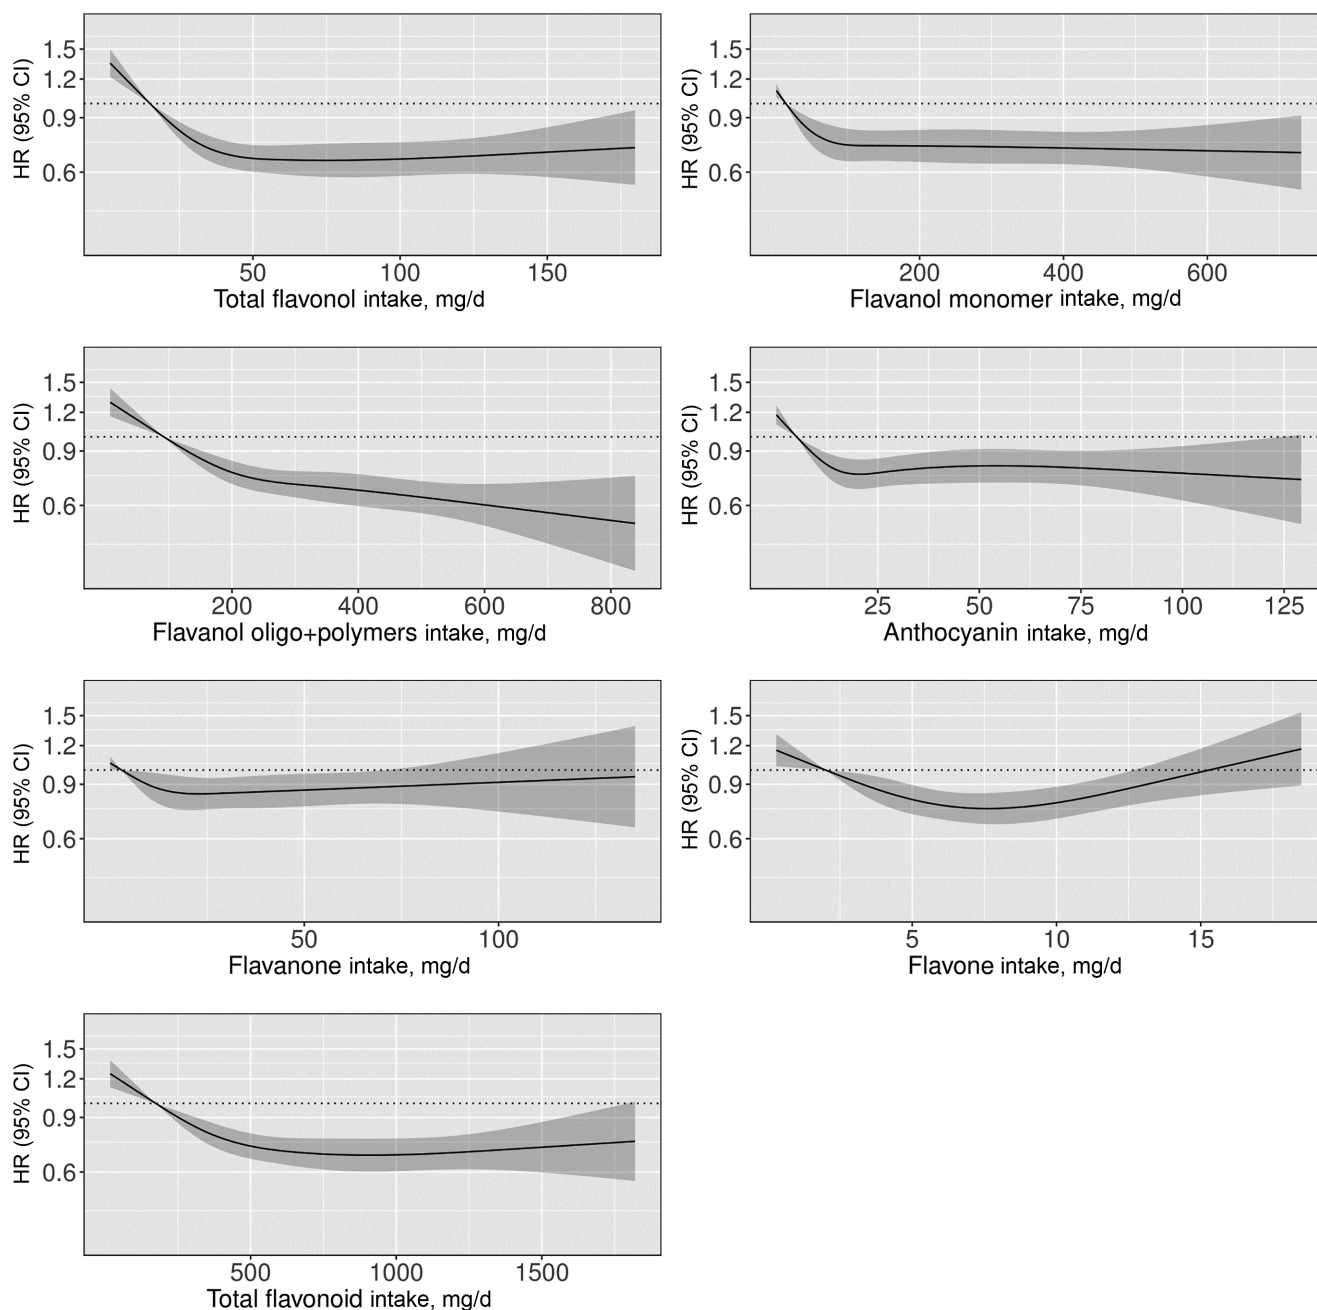 HR (95% CI)
1.5
1.2
0.9
0.6
50 100 150
Total flavonol intake, mg/d
HR (95% CI)
1.5
1.2
0.9
0.6
200 400 600
Flavanol monomer intake, mg/d
HR (95% CI)
1.5
1.2
0.9
0.6
200 400 600 800
Flavanol oligo+polymers intake, mg/d
HR (95% CI)
1.5
1.2
0.9
0.6
25 50 75 100 125
Anthocyanin intake, mg/d
HR (95% CI)
1.5
1.2
0.9
0.6
50 100
Flavanone intake, mg/d
HR (95% CI)
1.5
1.2
0.9
0.6
5 10 15
Flavone intake, mg/d
HR (95% CI)
1.5
1.2
0.9
0.6
500 1000 1500
Total flavonoid intake, mg/d